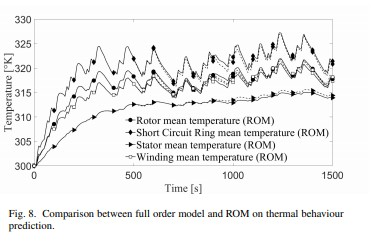 330
325
320
315
310
305
300
Temperature [°K]
Rotor mean temperature (ROM)
Short Circuit Ring mean temperature (ROM)
Stator mean temperature (ROM)
Winding mean temperature (ROM)
0
500
1000
1500
Time [s]
Fig. 8. Comparison between full order model and ROM on thermal behaviour
prediction.